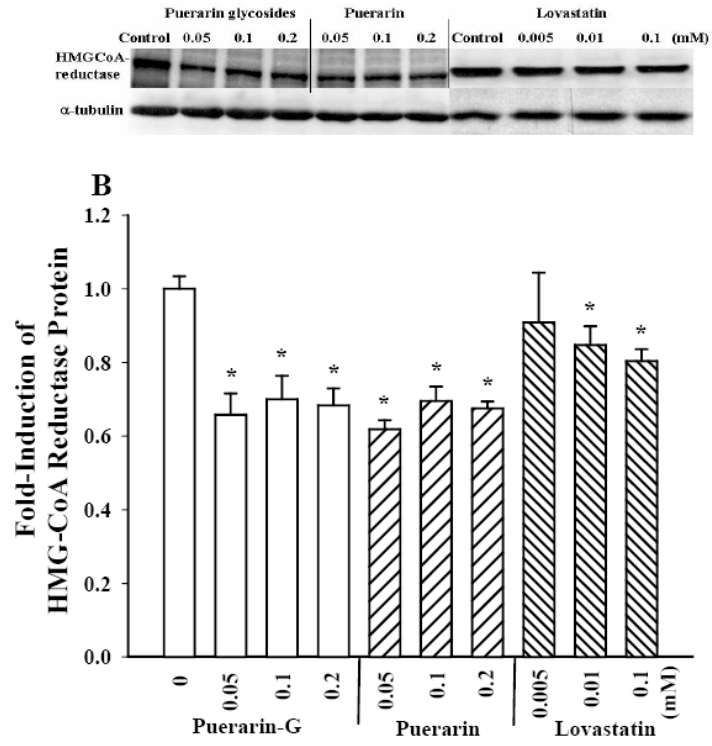 Puerarin glycosides Puerarin Lovastatin
Control 0.05 0.1 0.2 0.05 0.1 0.2 Control 0.005 0.01 0.1 (mM)
HMGCoA-
reductase
α-tubulin
B
Fold-Induction of
HMG-CoA Reductase Protein
1.2
1.0
0.8
0.6
0.4
0.2
0.0
* * * * * * * *
0 0.05 0.1 0.2 0.05 0.1 0.2 0.005 0.01 0.1 (mM)
Puerarin-G Puerarin Lovastatin